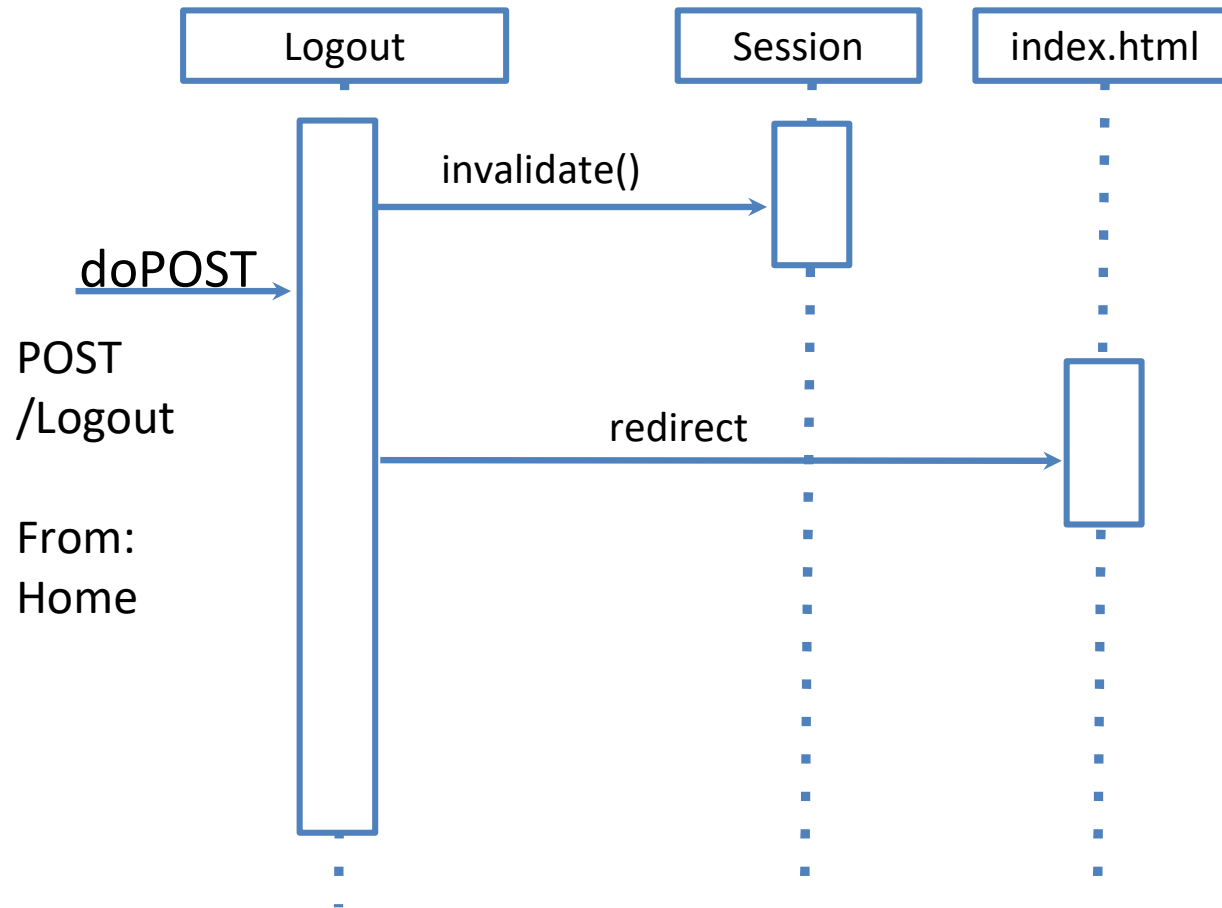 Logout
Session
index.html
invalidate()
doPOST
POST
/Logout
redirect
From:
Home